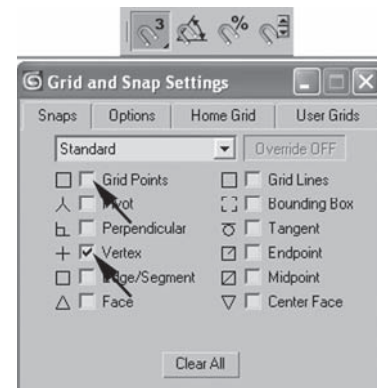 3
%
Grid and Snap Settings
Snaps Options Home Grid User Grids
Standard Override OFF
Grid Points Grid Lines
Pivot Bounding Box
Perpendicular Tangent
Vertex Endpoint
Edge/Segment Midpoint
Face Center Face
Clear All